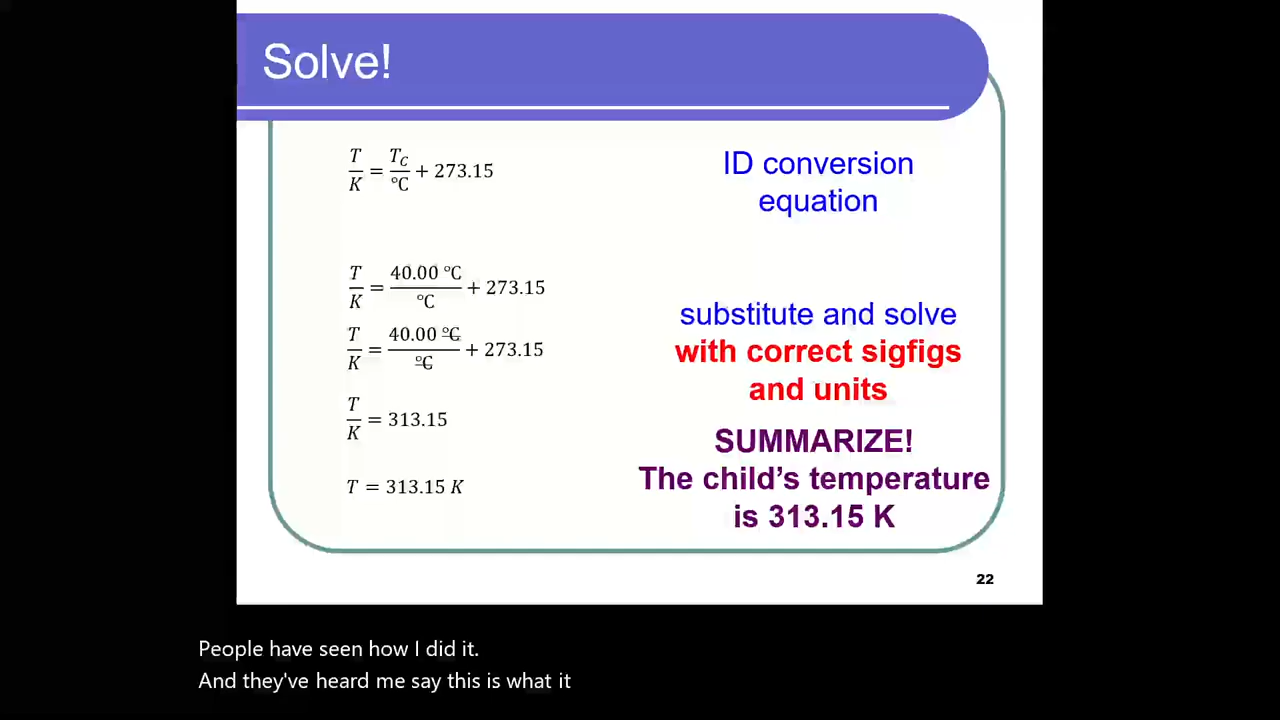 Solve!
T/K = T_C/°C + 273.15
ID conversion
equation
T/K = 40.00 °C/°C + 273.15
substitute and solve
T/K = 40.00 °C/°C + 273.15
with correct sigfigs
and units
T/K = 313.15
SUMMARIZE!
The child's temperature
T = 313.15 K
is 313.15 K
22
People have seen how I did it.
And they've heard me say this is what it